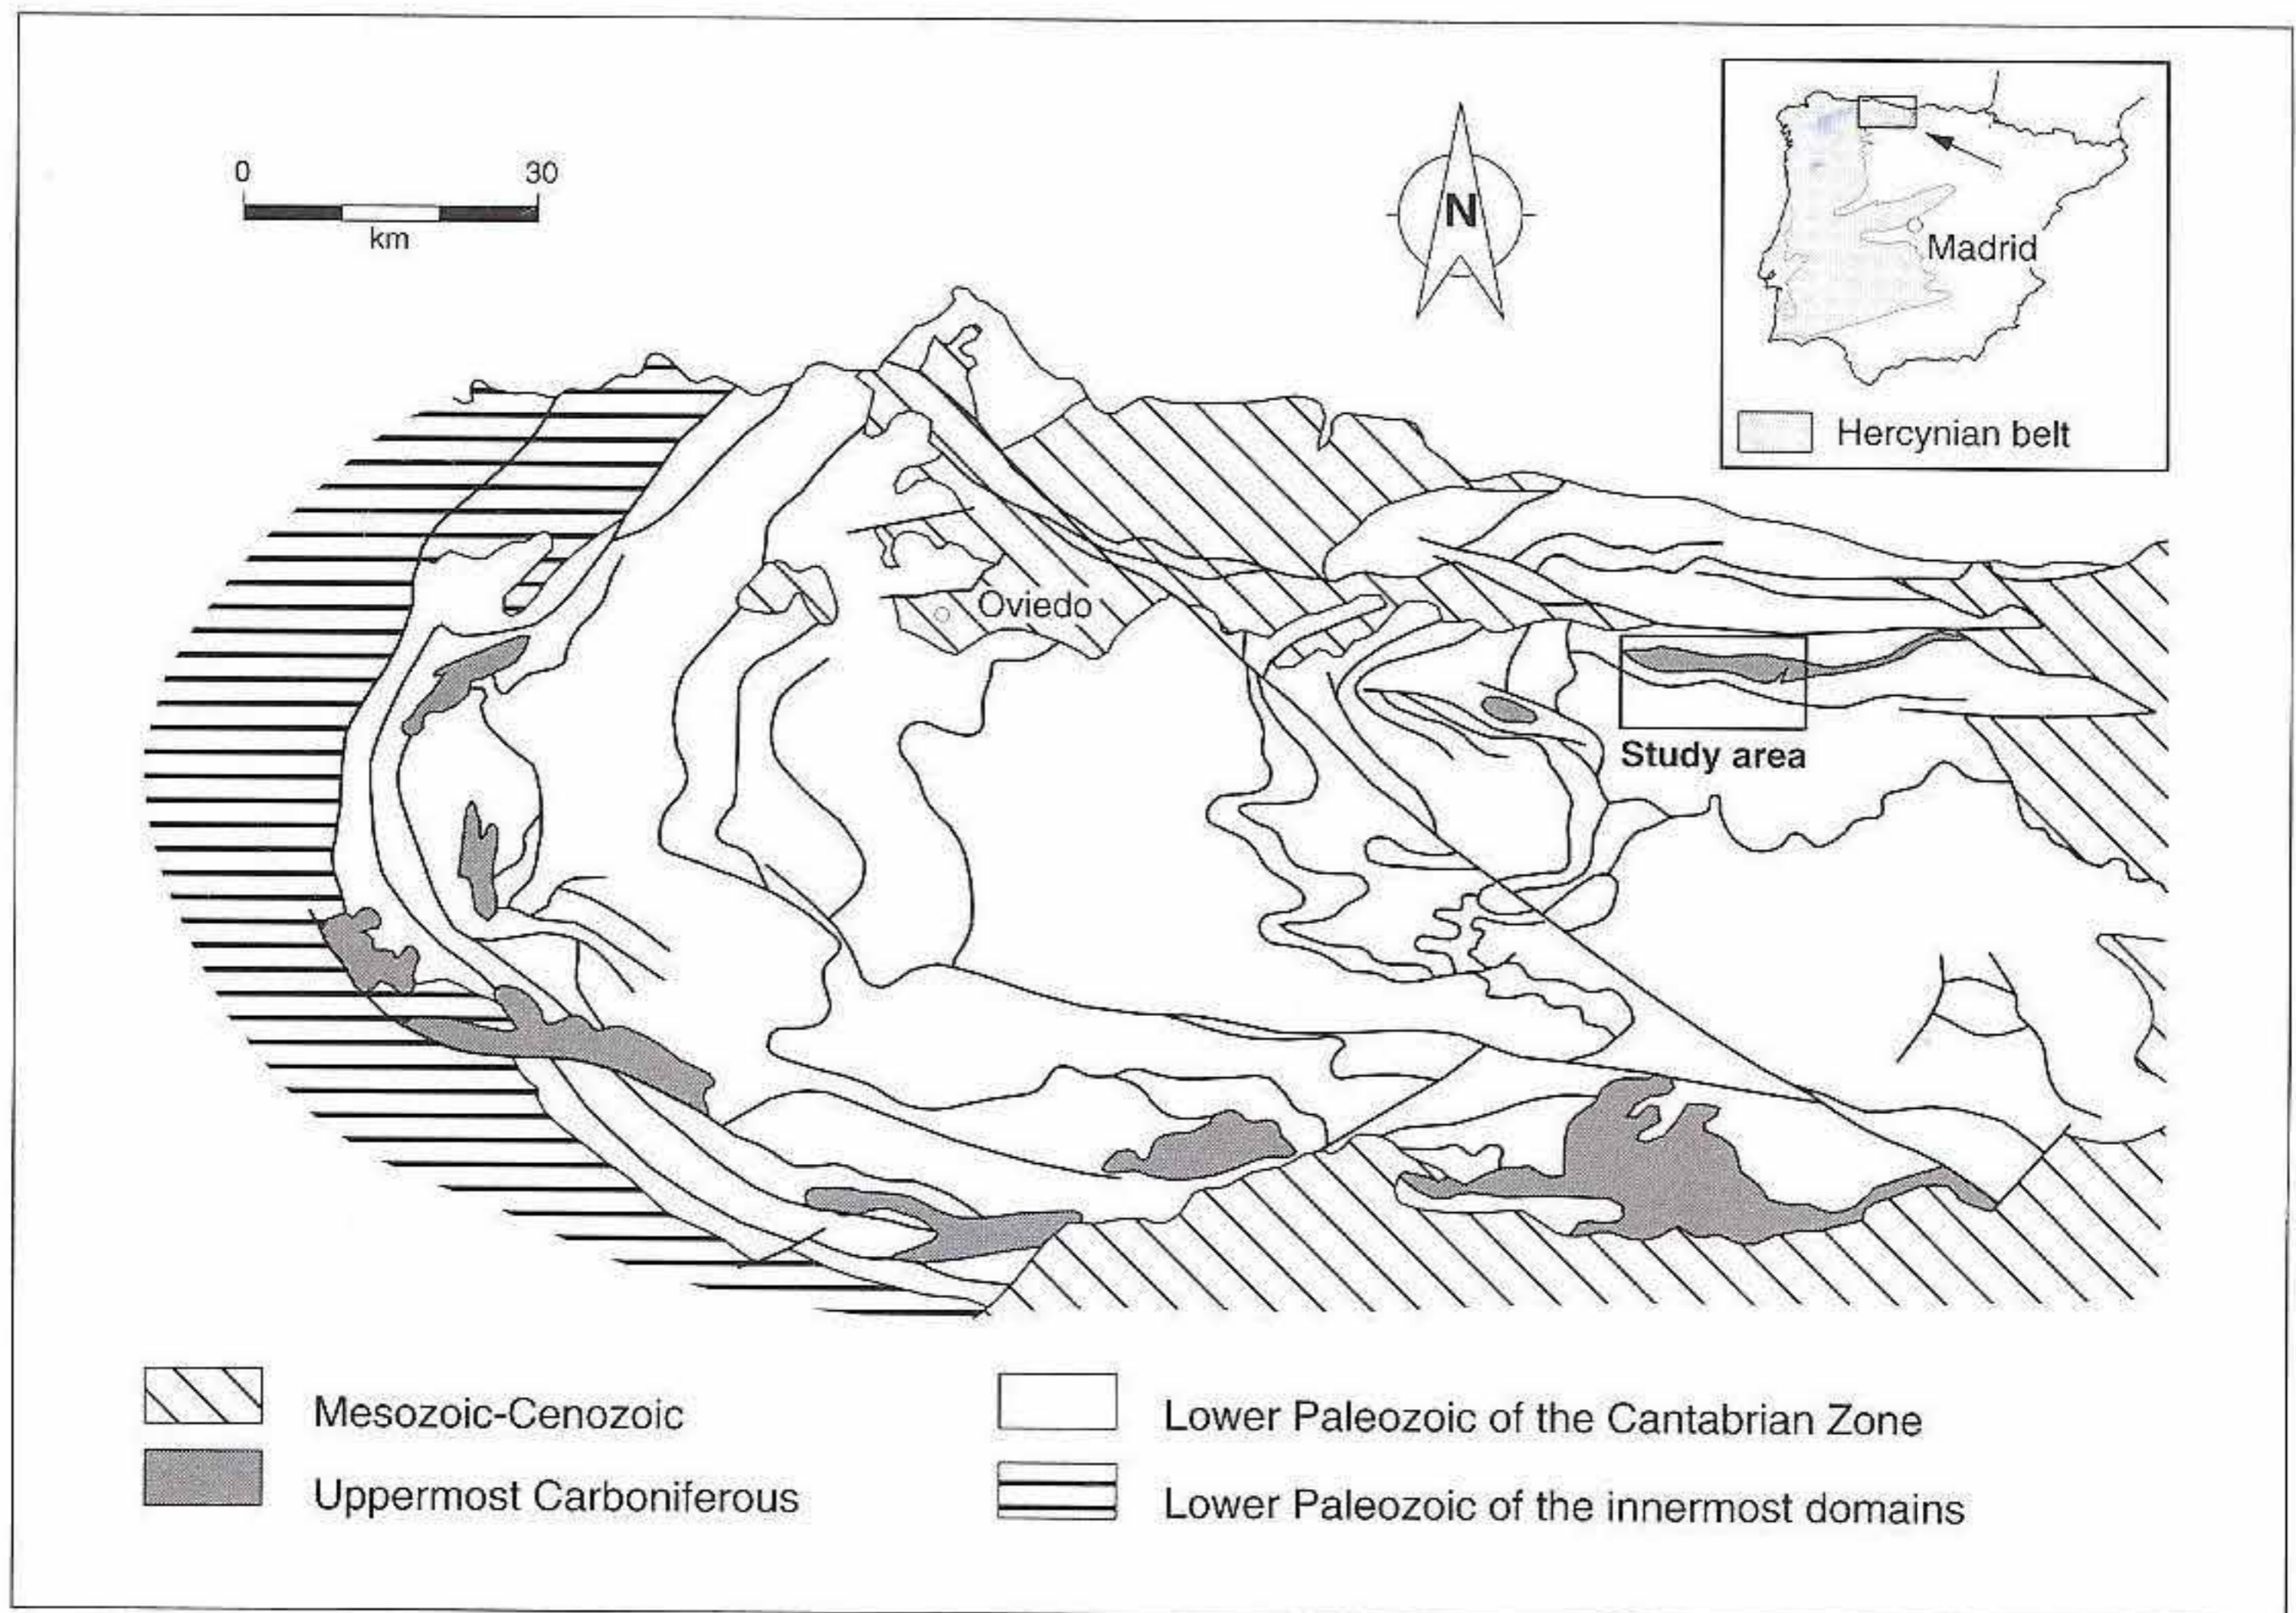 0 30
km
N
Madrid
Hercynian belt
Oviedo
Study area
Mesozoic-Cenozoic
Uppermost Carboniferous
Lower Paleozoic of the Cantabrian Zone
Lower Paleozoic of the innermost domains